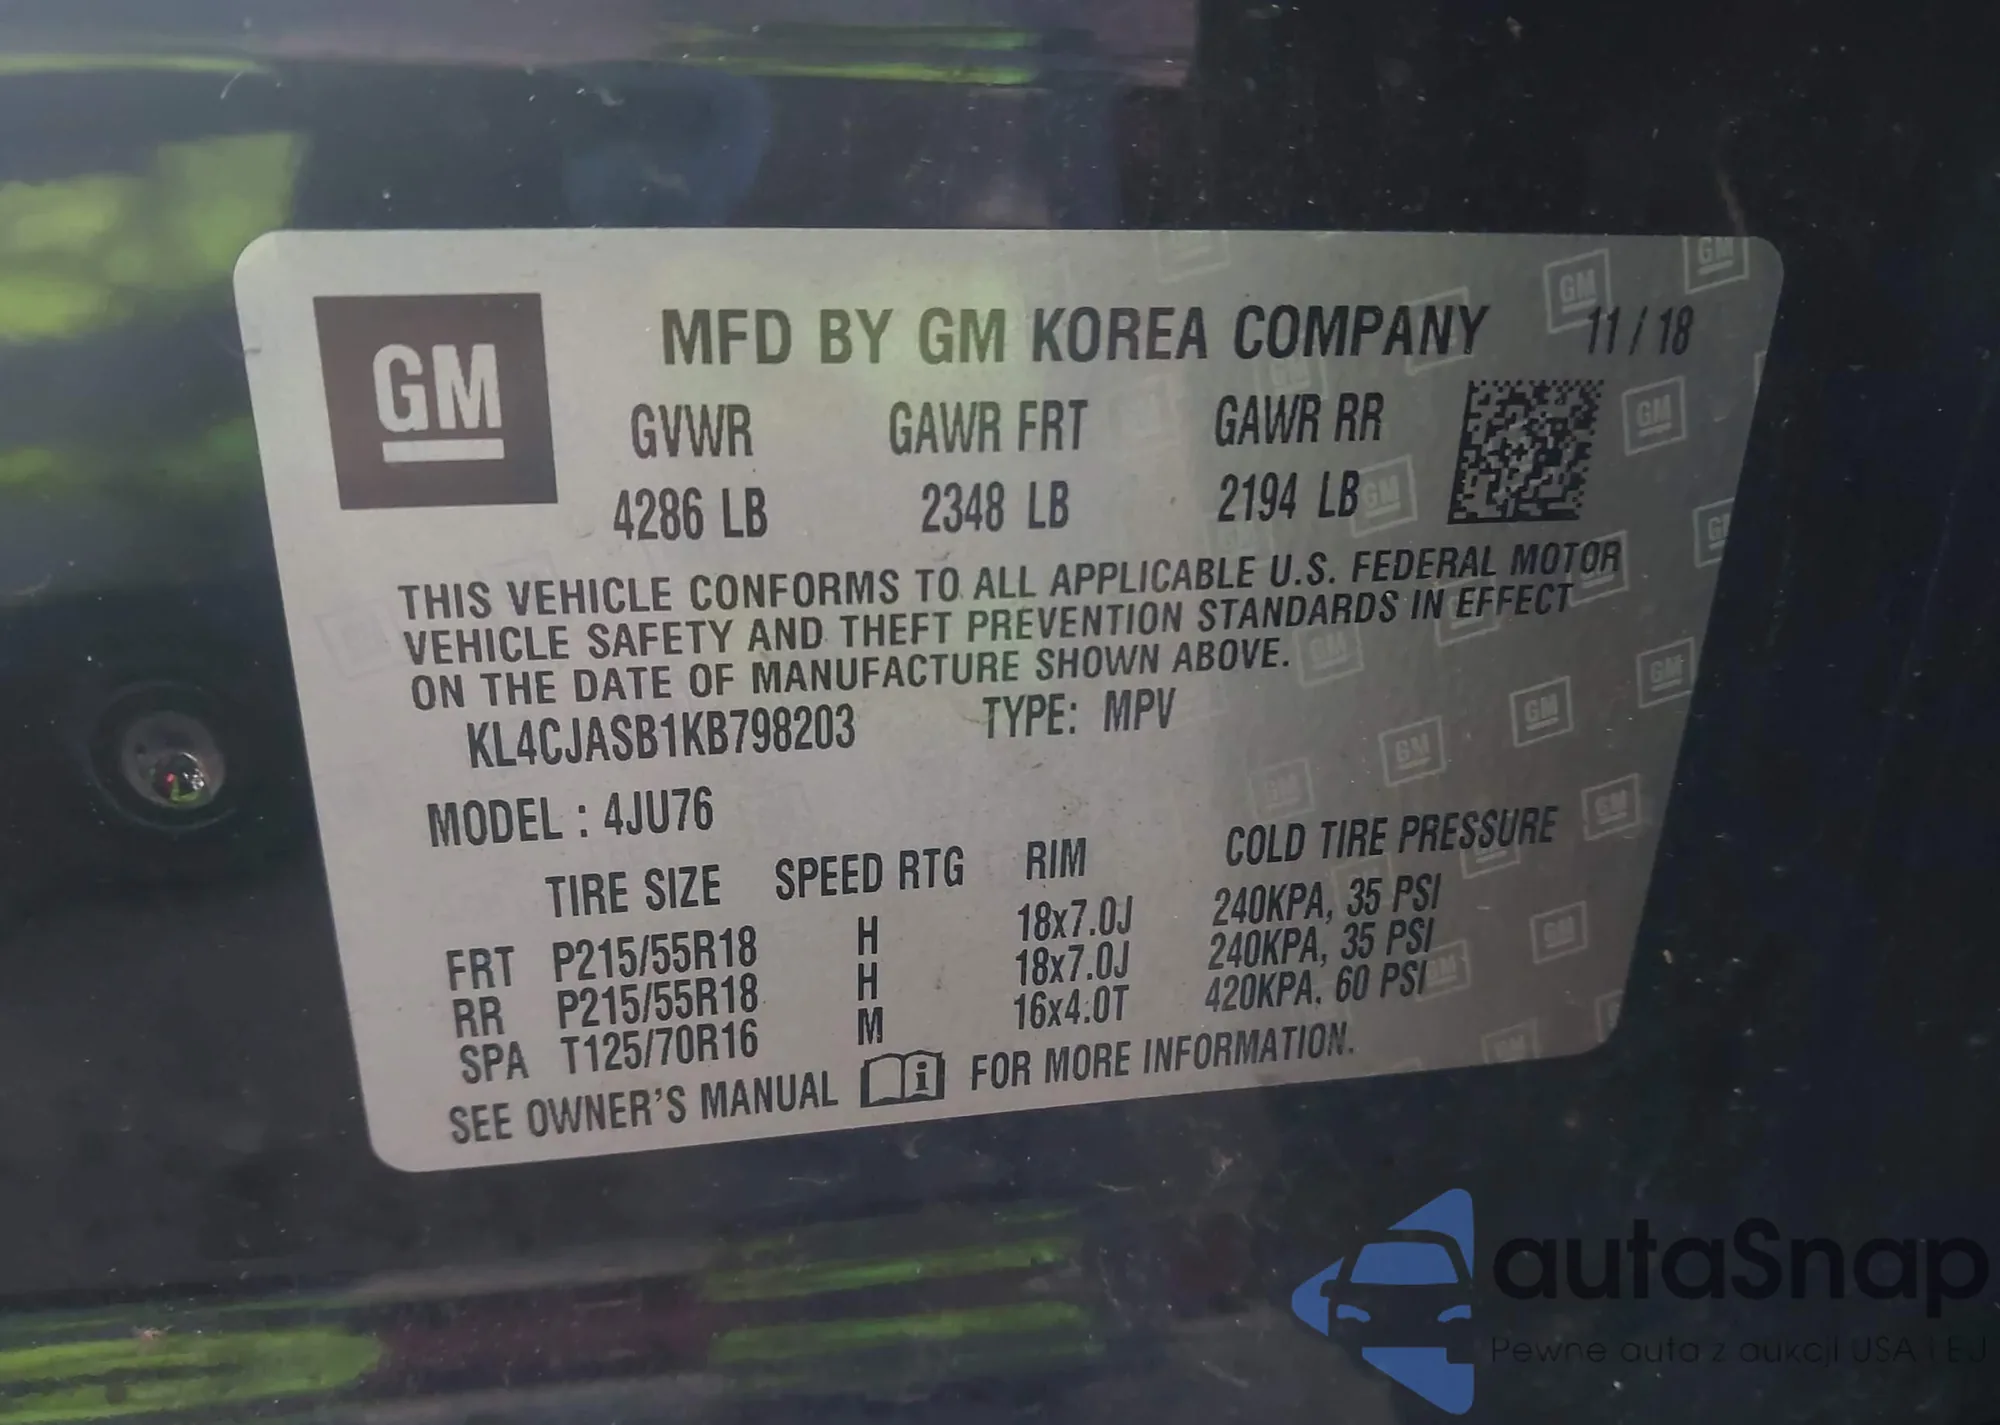 GM
MFD BY GM KOREA COMPANY 11/18
GVWR GAWR FRT GAWR RR
4286 LB 2348 LB 2194 LB
THIS VEHICLE CONFORMS TO ALL APPLICABLE U.S. FEDERAL MOTOR
VEHICLE SAFETY AND THEFT PREVENTION STANDARDS IN EFFECT
ON THE DATE OF MANUFACTURE SHOWN ABOVE.
KL4CJASB1KB798203 TYPE: MPV
MODEL : 4JU76
TIRE SIZE SPEED RTG RIM COLD TIRE PRESSURE
FRT P215/55R18 H 18x7.0J 240KPA, 35 PSI
RR P215/55R18 H 18x7.0J 240KPA, 35 PSI
SPA T125/70R16 M 16x4.0T 420KPA. 60 PSI
SEE OWNER'S MANUAL i FOR MORE INFORMATION.
autaSnap
Pewne auta z aukcji USA i EJ